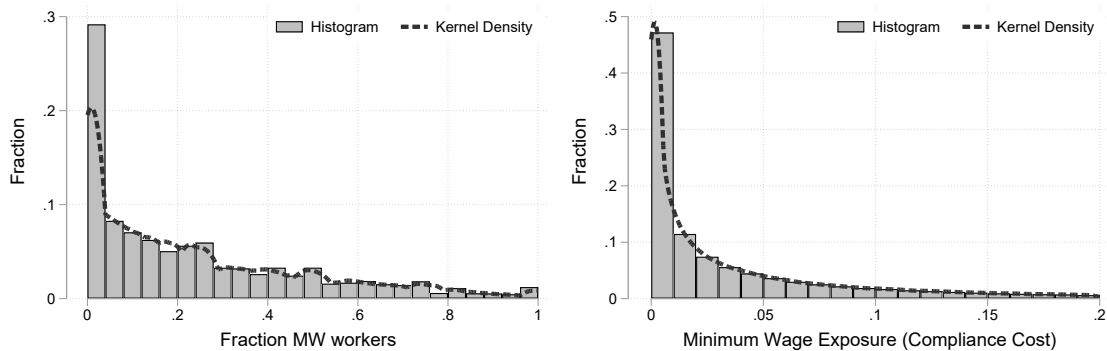 Histogram Kernel Density
.3
.2
.1
0
Fraction
0 .2 .4 .6 .8 1
Fraction MW workers
Histogram Kernel Density
.5
.4
.3
.2
.1
0
Fraction
0 .05 .1 .15 .2
Minimum Wage Exposure (Compliance Cost)